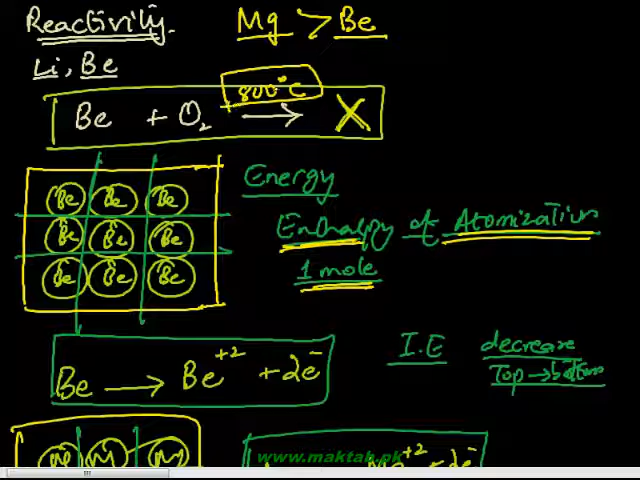 Reactivity. Mg > Be
Li, Be
800°C
Be + O₂ → X
Be Be Be
Be Be Be
Be Be Be
Energy
Enthalpy of Atomization
1 mole
Be → Be⁺² + 2e⁻
I.E decrease
Top → bottom
www.maktab.pk
+ 2e⁻